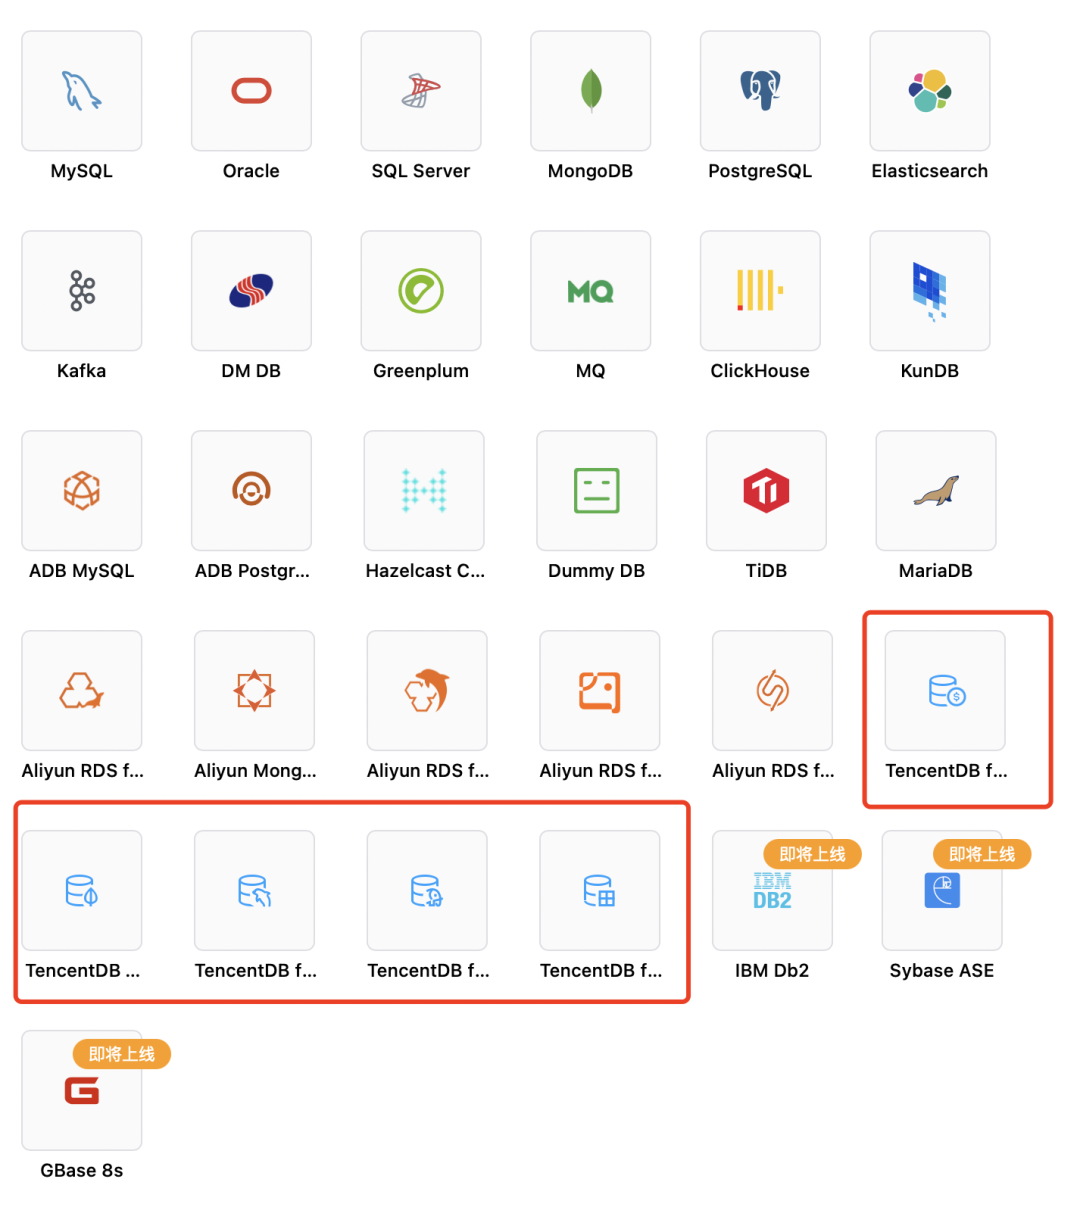 MySQL
Oracle
SQL Server
MongoDB
PostgreSQL
Elasticsearch
MQ
Kafka
DM DB
Greenplum
MQ
ClickHouse
KunDB
Ti
ADB MySQL
ADB Postgr...
Hazelcast C...
Dummy DB
TiDB
MariaDB
$
Aliyun RDS f...
Aliyun Mong...
Aliyun RDS f...
Aliyun RDS f...
Aliyun RDS f...
TencentDB f...
即将上线
即将上线
IBM
DB2
TencentDB ...
TencentDB f...
TencentDB f...
TencentDB f...
IBM Db2
Sybase ASE
即将上线
G
GBase 8s